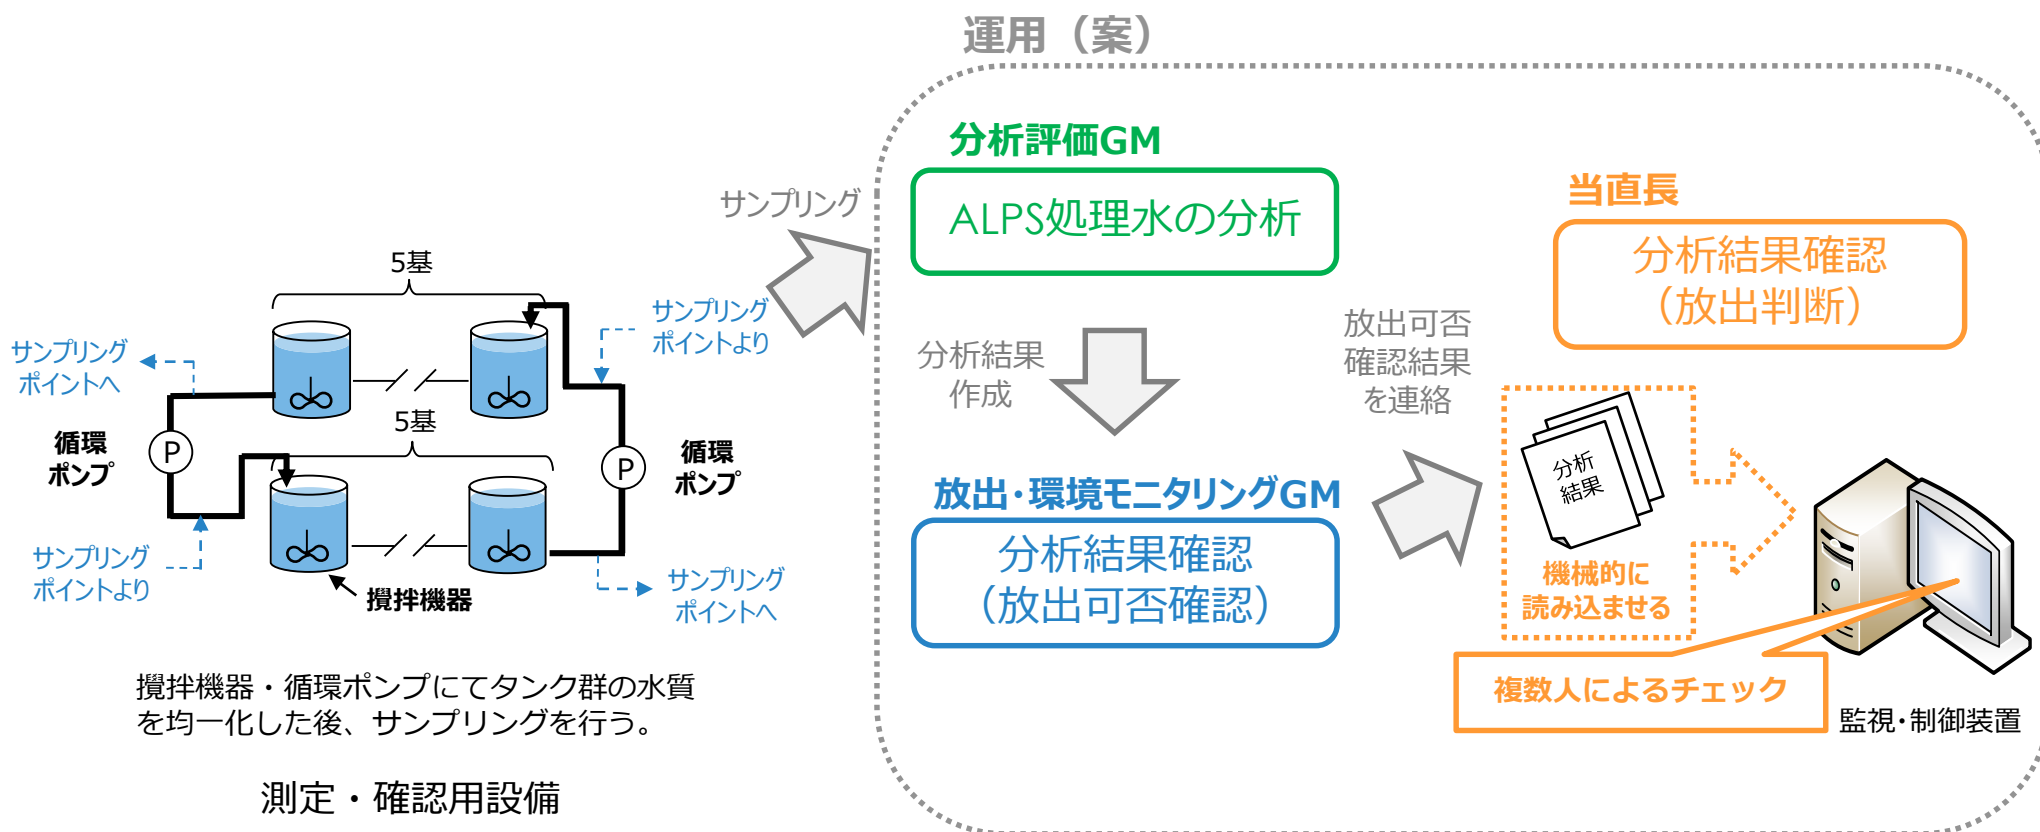 運用（案）
分析評価GM
ALPS処理水の分析
サンプリング
当直長
分析結果確認
（放出判断）
5基
サンプリング
ポイントより
サンプリング
ポイントへ
分析結果
作成
放出可否
確認結果
を連絡
5基
循環
ポンプ
P
P
循環
ポンプ
分析
結果
放出・環境モニタリングGM
分析結果確認
（放出可否確認）
サンプリング
ポイントより
サンプリング
ポイントへ
攪拌機器
機械的に
読み込ませる
複数人によるチェック
監視・制御装置
攪拌機器・循環ポンプにてタンク群の水質
を均一化した後、サンプリングを行う。
測定・確認用設備